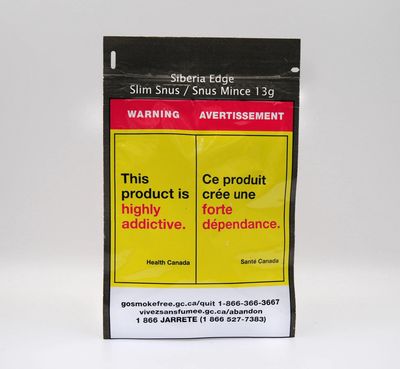 Siberia Edge
Slim Snus / Snus Mince 13g
WARNING AVERTISSEMENT
This
product is
highly
addictive.
Health Canada
Ce produit
crée une
forte
dépendance.
Santé Canada
gosmokefree.gc.ca/quit 1-866-366-3667
vivezsansfumee.gc.ca/abandon
1 866 JARRETE (1 866 527-7383)